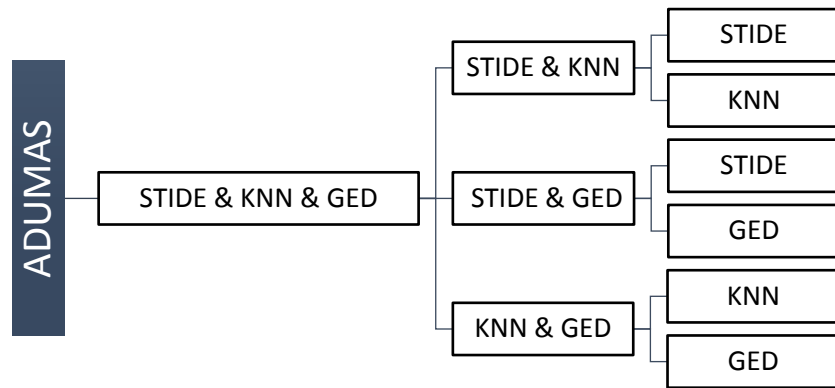 ADUMAS
STIDE & KNN & GED
STIDE & KNN
STIDE
KNN
STIDE & GED
STIDE
GED
KNN & GED
KNN
GED